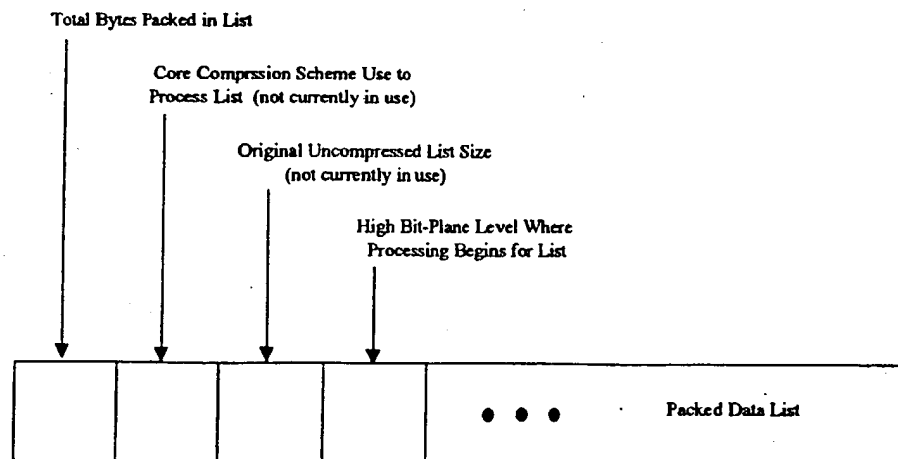 Total Bytes Packed in List
Core Comprssion Scheme Use to
Process List (not currently in use)
Original Uncompressed List Size
(not currently in use)
High Bit-Plane Level Where
Processing Begins for List
Packed Data List